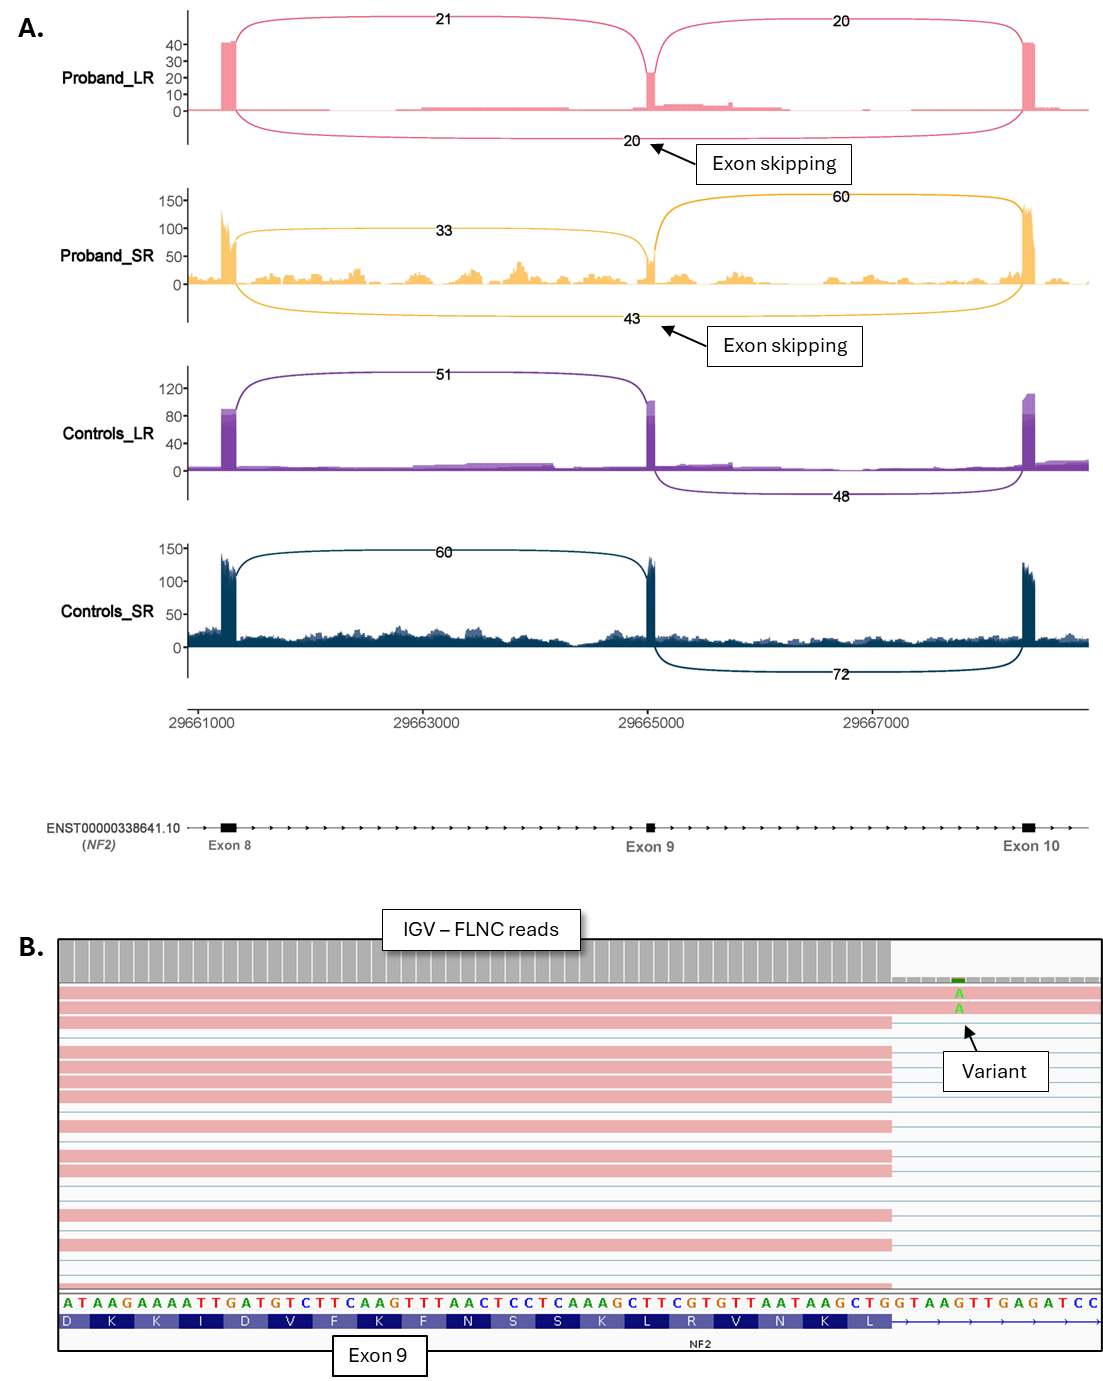 A.
21
20
Proband_LR
40
30
20
10
0
20
Exon skipping
60
Proband_SR
150
100
50
0
33
43
Exon skipping
51
Controls_LR
120
80
40
0
48
60
Controls_SR
150
100
50
0
72
29661000 29663000 29665000 29667000
ENST00000338641.10
(NF2)
Exon 8 Exon 9 Exon 10
B.
IGV – FLNC reads
A
A
Variant
ATAAGAAAATTGATGTCTTCAAGTTTAACTCCTCAAAGCTTCGTGTTAATAAGCTGGTAAGTTGAGATCC
D K K I D V F K F N S S K L R V N K L
NF2
Exon 9